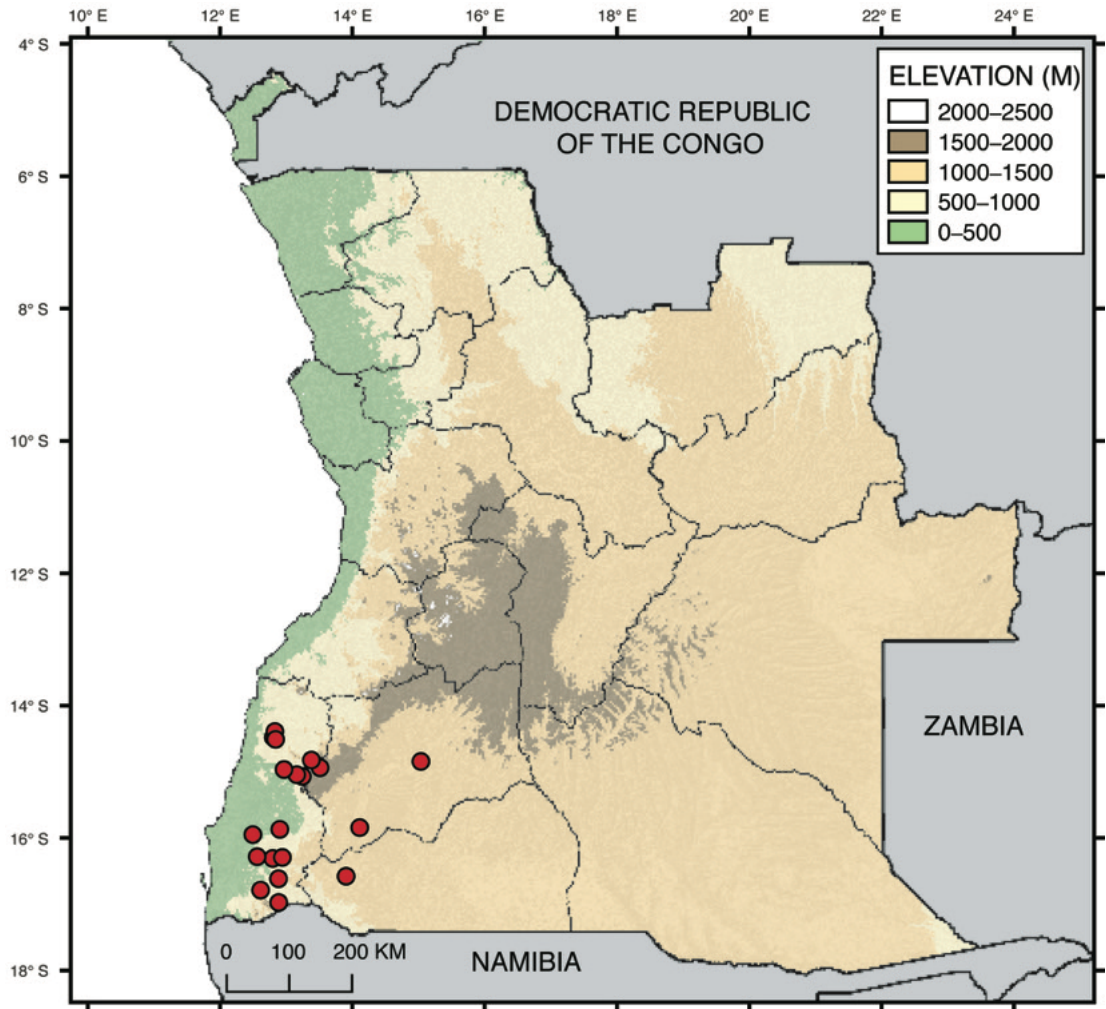 10° E 12° E 14° E 16° E 18° E 20° E 22° E 24° E
4° S
ELEVATION (M)
2000–2500
1500–2000
1000–1500
500–1000
0–500
DEMOCRATIC REPUBLIC
OF THE CONGO
6° S
8° S
10° S
12° S
14° S
ZAMBIA
16° S
0 100 200 KM
NAMIBIA
18° S